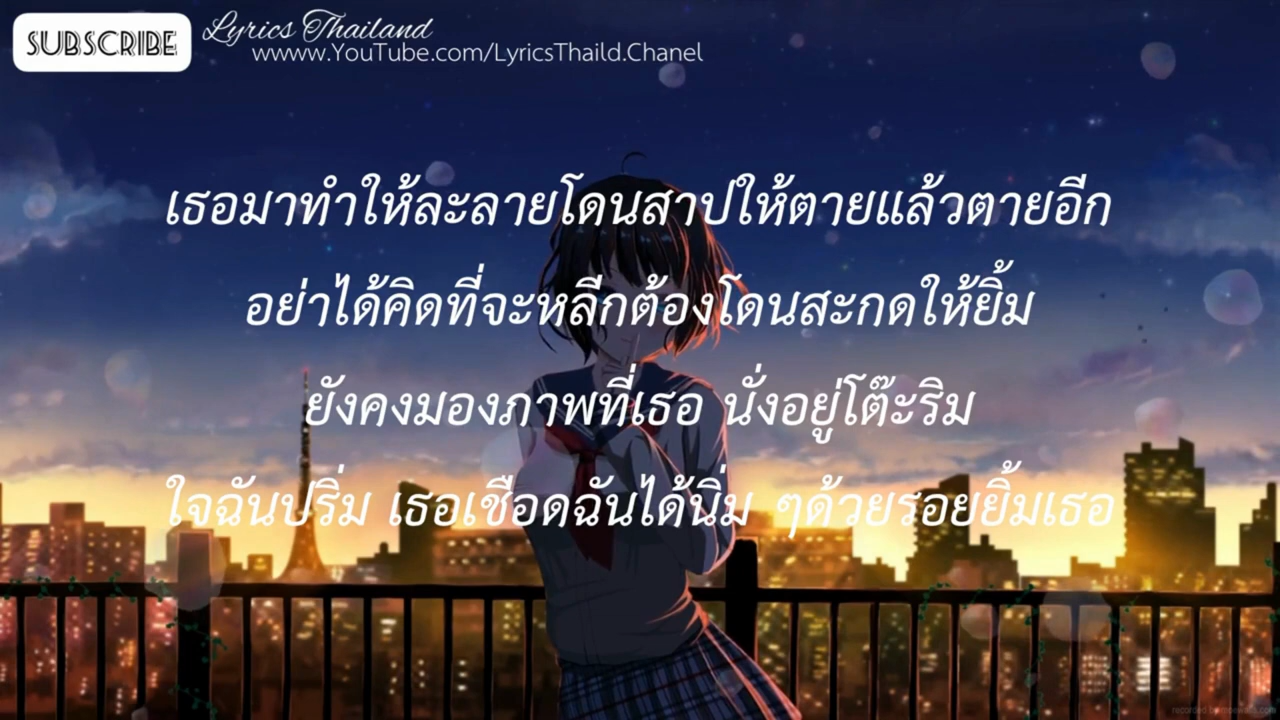 SUBSCRIBE
Lyrics Thailand
wwww.YouTube.com/LyricsThaild.Chanel
เธอมาทำให้ละลายโดนสาปให้ตายแล้วตายอีก
อย่าได้คิดที่จะหลีกต้องโดนสะกดให้ยิ้ม
ยังคงมองภาพที่เธอ นั่งอยู่โต๊ะริม
ใจฉันปริ่ม เธอเชือดฉันได้นิ่ม ๆด้วยรอยยิ้มเธอ
recorded by